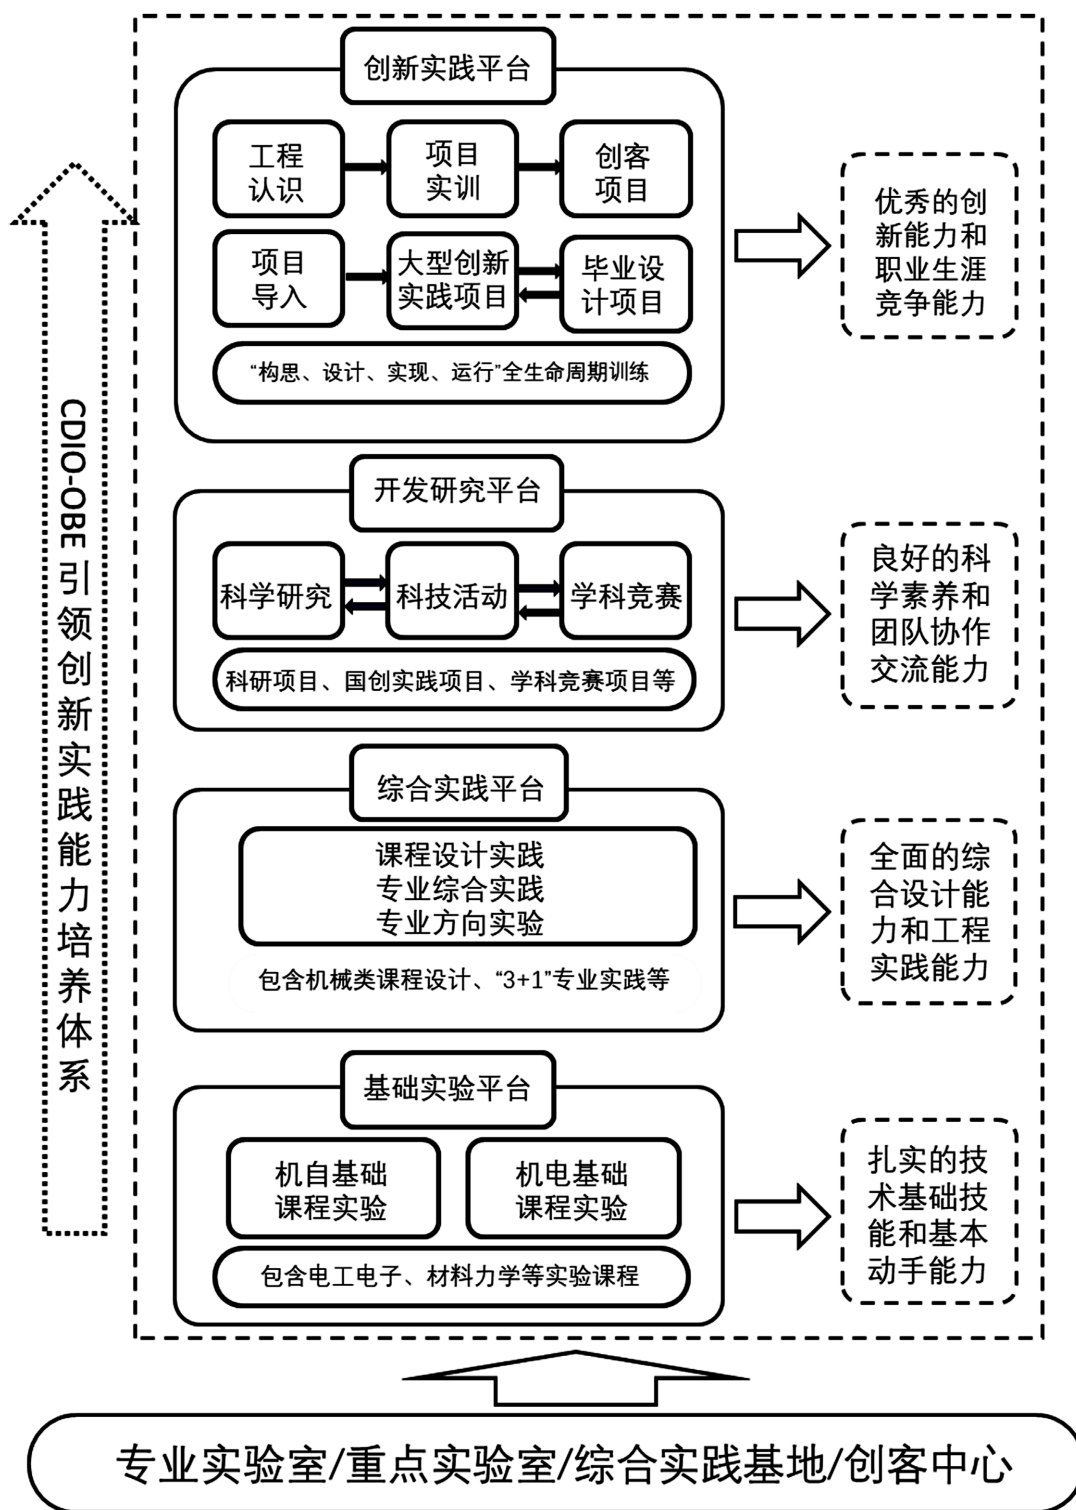 创新实践平台
工程
认识
项目
实训
创客
项目
项目
导入
大型创新
实践项目
毕业设
计项目
“构思、设计、实现、运行”全生命周期训练
优秀的创
新能力和
职业生涯
竞争能力
开发研究平台
科学研究
科技活动
学科竞赛
科研项目、国创实践项目、学科竞赛项目等
良好的科
学素养和
团队协作
交流能力
综合实践平台
课程设计实践
专业综合实践
专业方向实验
包含机械类课程设计、“3+1”专业实践等
全面的综
合设计能
力和工程
实践能力
基础实验平台
机自基础
课程实验
机电基础
课程实验
包含电工电子、材料力学等实验课程
扎实的技
术基础技
能和基本
动手能力
CDIO-OBE引领创新实践能力培养体系
专业实验室/重点实验室/综合实践基地/创客中心